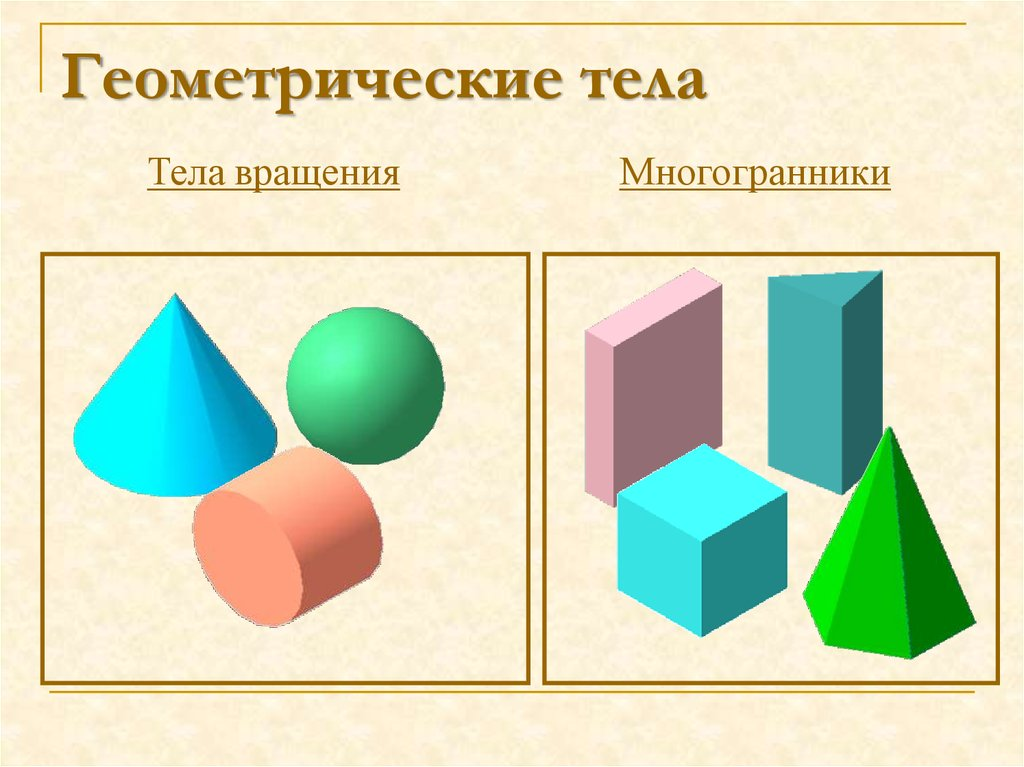 Геометрические тела
Тела вращения
Многогранники